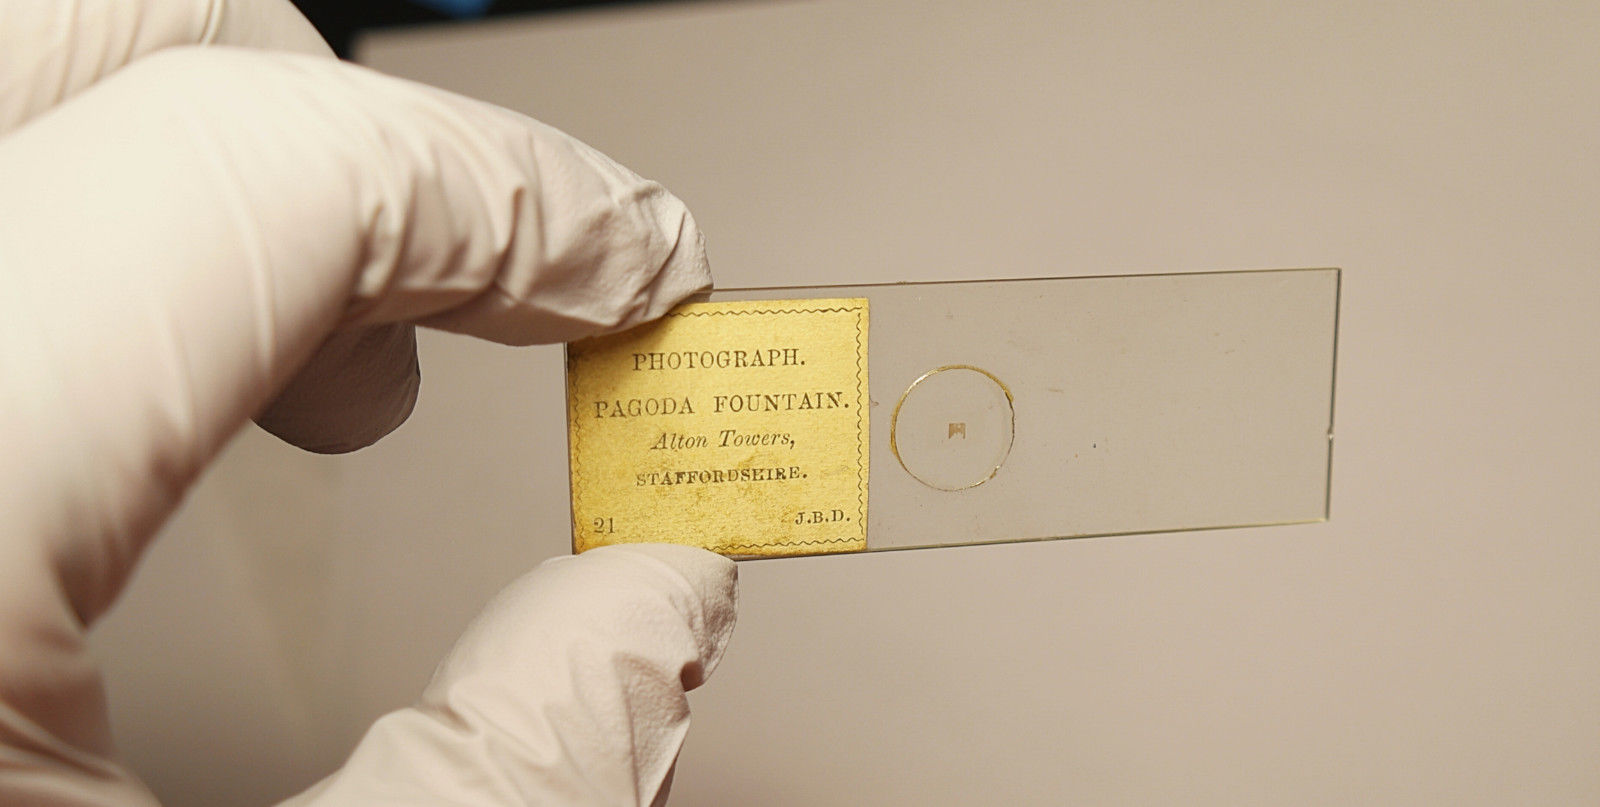 PHOTOGRAPH.
PAGODA FOUNTAIN.
Alton Towers,
STAFFORDSHIRE.
21 J.B.D.